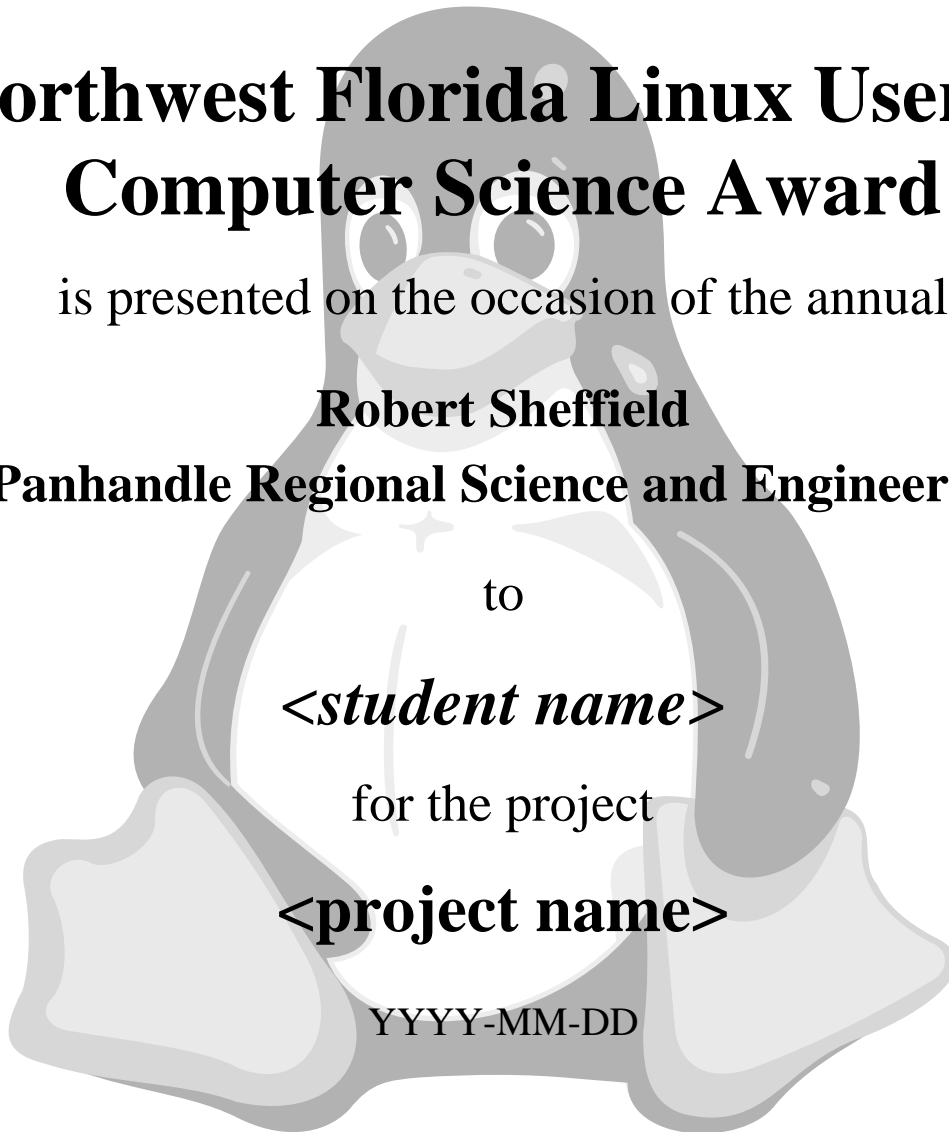 orthwest Florida Linux User
Computer Science Award
is presented on the occasion of the annual
Robert Sheffield
Panhandle Regional Science and Engineer
to
<student name>
for the project
<project name>
YYYY-MM-DD